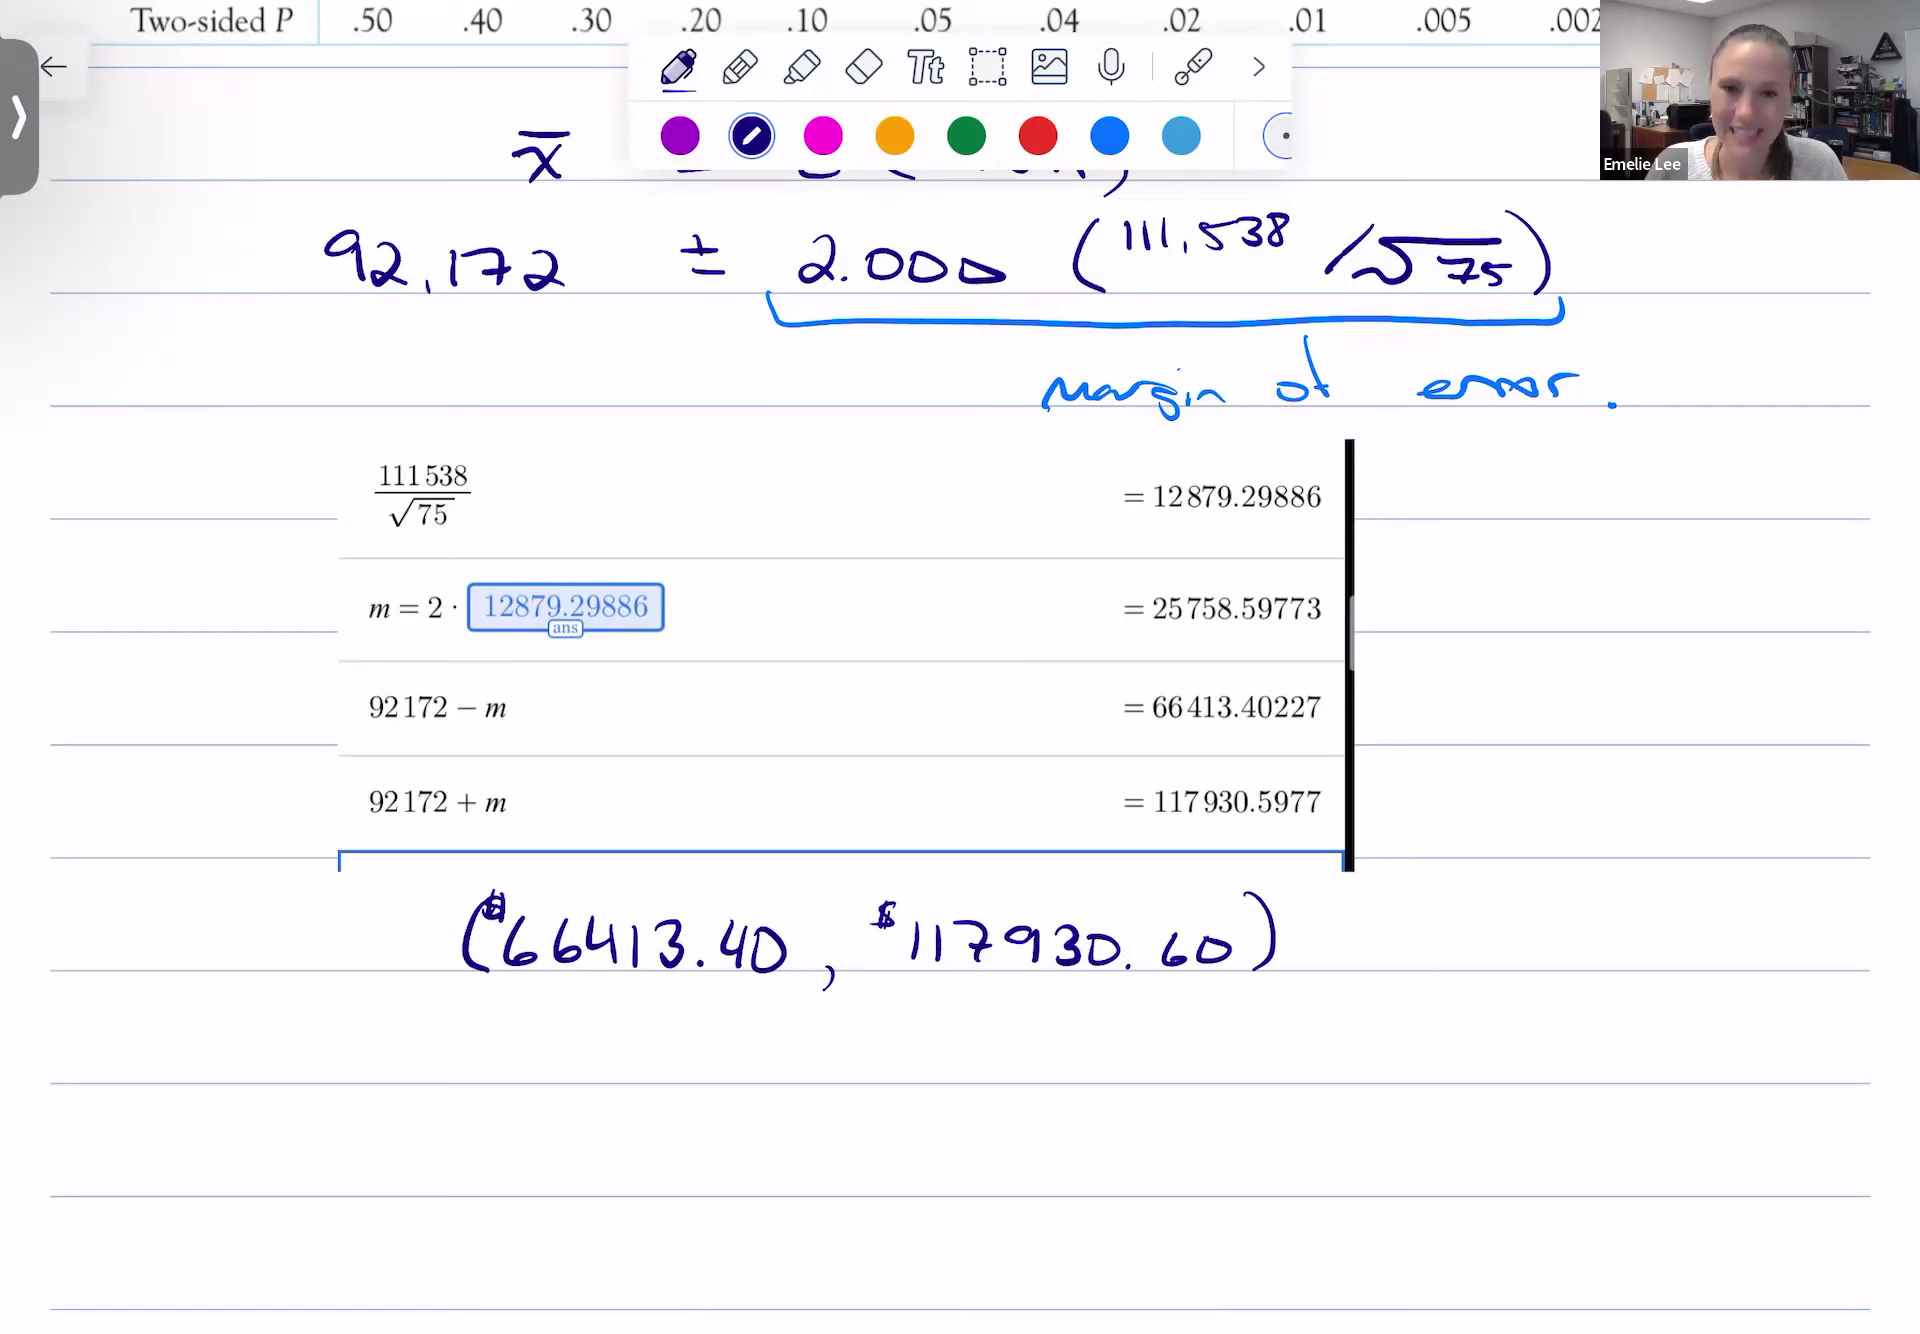 Two-sided P .50 .40 .30 .20 .10 .05 .04 .02 .01 .005 .002
Tt
Emelie Lee
x̄
92,172 ± 2.000 (111,538 /√75)
margin of error.
111538/√75 = 12879.29886
m = 2 · 12879.29886 = 25758.59773
ans
92172 − m = 66413.40227
92172 + m = 117930.5977
($66413.40, $117930.60)